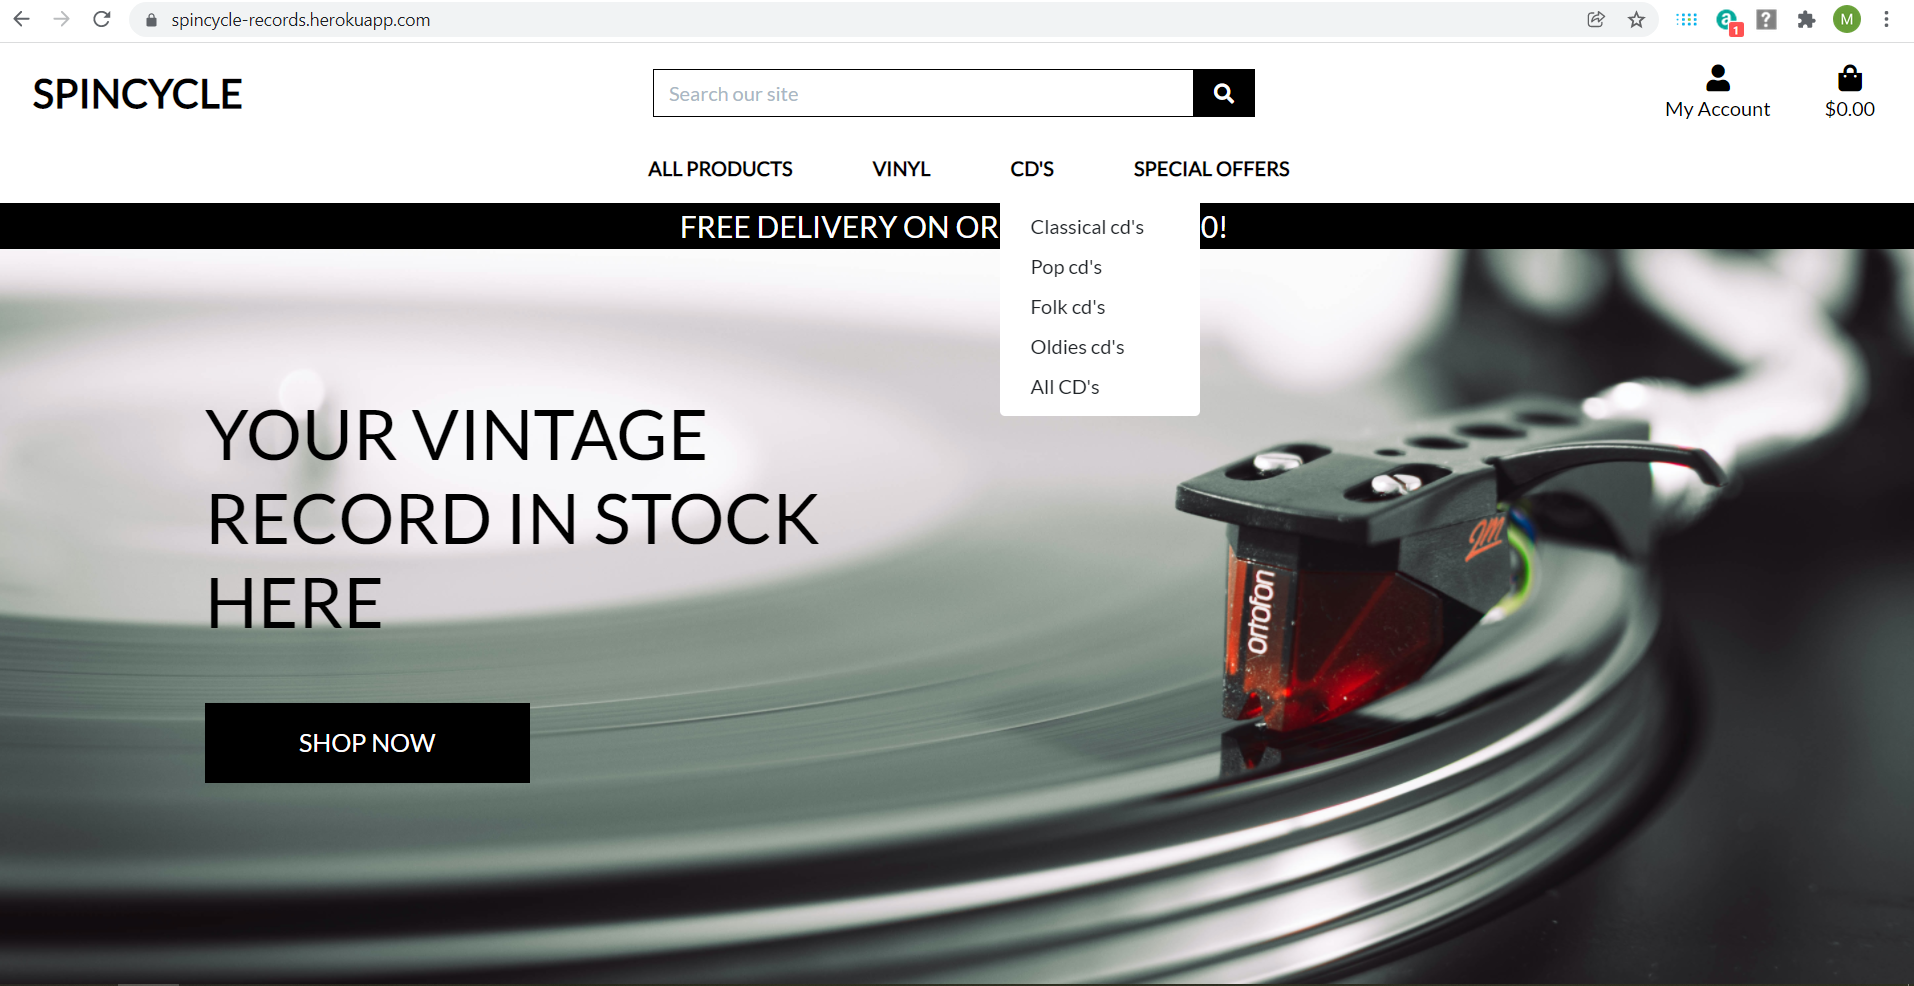 spincycle-records.herokuapp.com
1
M
SPINCYCLE
Search our site
My Account
$0.00
ALL PRODUCTS
VINYL
CD'S
SPECIAL OFFERS
FREE DELIVERY ON OR
0!
Classical cd's
Pop cd's
Folk cd's
Oldies cd's
All CD's
YOUR VINTAGE
RECORD IN STOCK
HERE
SHOP NOW
2M
ortofon